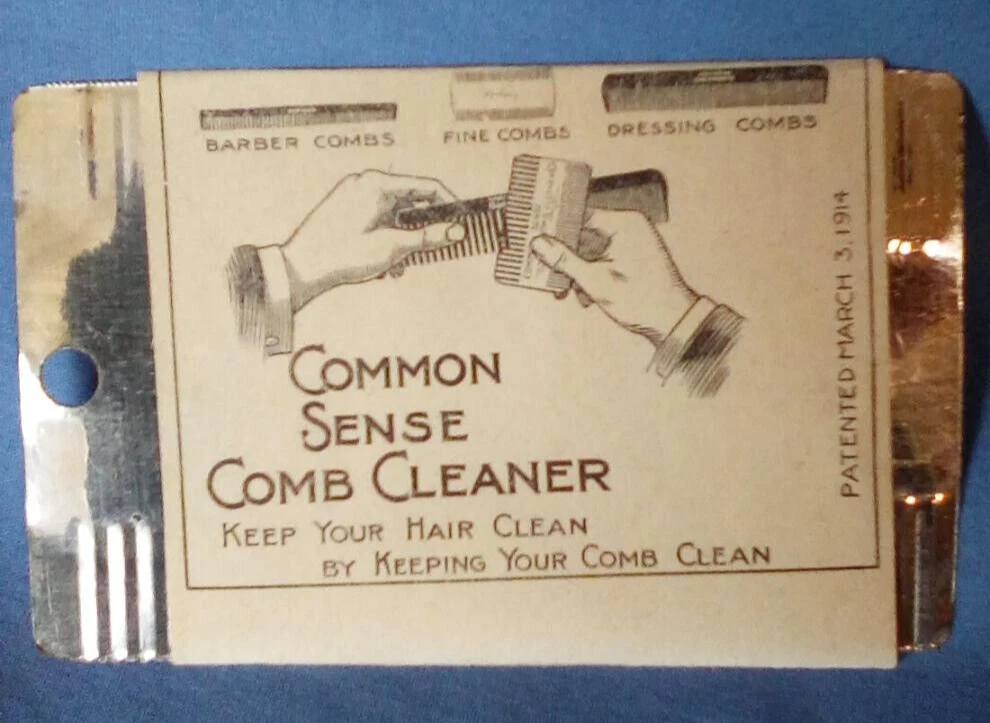 BARBER COMBS
FINE COMBS
DRESSING COMBS
COMMON
SENSE
COMB CLEANER
KEEP YOUR HAIR CLEAN
BY KEEPING YOUR COMB CLEAN
PATENTED MARCH 3, 1914